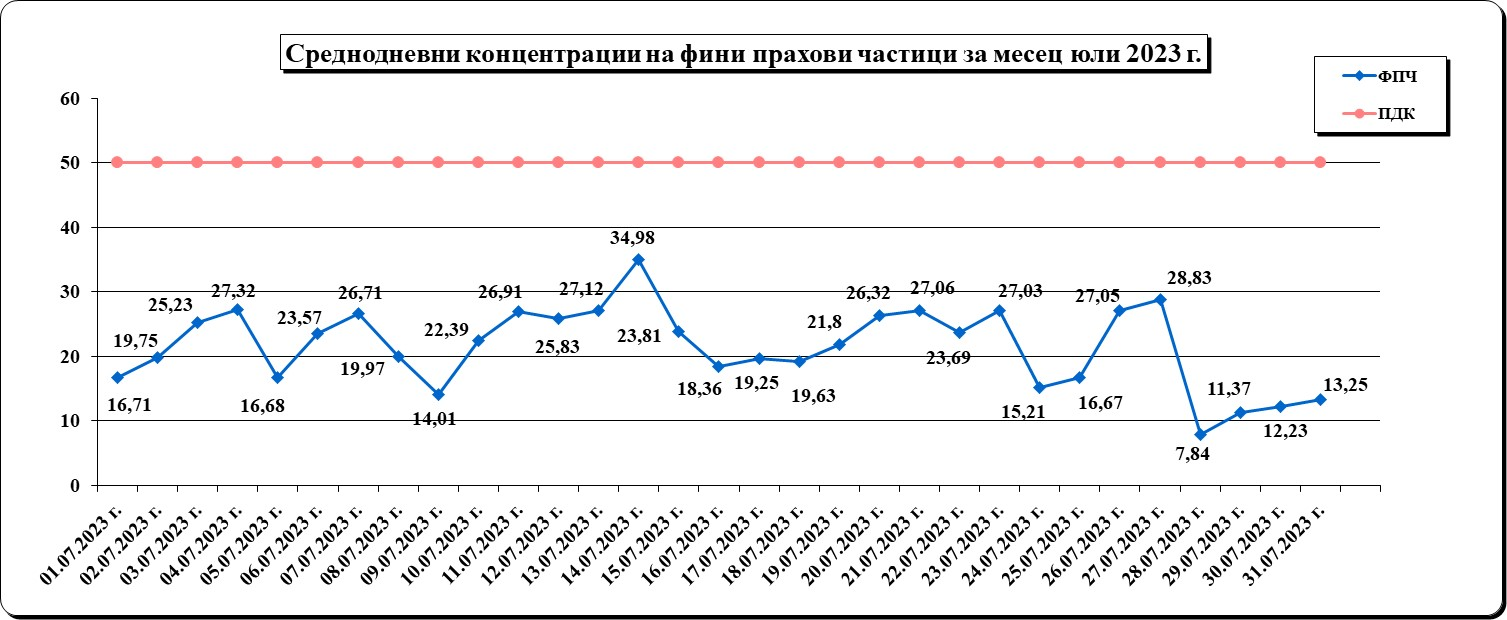 Среднодневни концентрации на фини прахови частици за месец юли 2023 г.
ФПЧ
ПДК
60
50
40
30
20
10
0
16,71
19,75
25,23
27,32
16,68
23,57
26,71
19,97
14,01
22,39
26,91
25,83
27,12
34,98
23,81
18,36
19,25
19,63
21,8
26,32
27,06
23,69
27,03
15,21
16,67
27,05
28,83
7,84
11,37
12,23
13,25
01.07.2023 г.
02.07.2023 г.
03.07.2023 г.
04.07.2023 г.
05.07.2023 г.
06.07.2023 г.
07.07.2023 г.
08.07.2023 г.
09.07.2023 г.
10.07.2023 г.
11.07.2023 г.
12.07.2023 г.
13.07.2023 г.
14.07.2023 г.
15.07.2023 г.
16.07.2023 г.
17.07.2023 г.
18.07.2023 г.
19.07.2023 г.
20.07.2023 г.
21.07.2023 г.
22.07.2023 г.
23.07.2023 г.
24.07.2023 г.
25.07.2023 г.
26.07.2023 г.
27.07.2023 г.
28.07.2023 г.
29.07.2023 г.
30.07.2023 г.
31.07.2023 г.